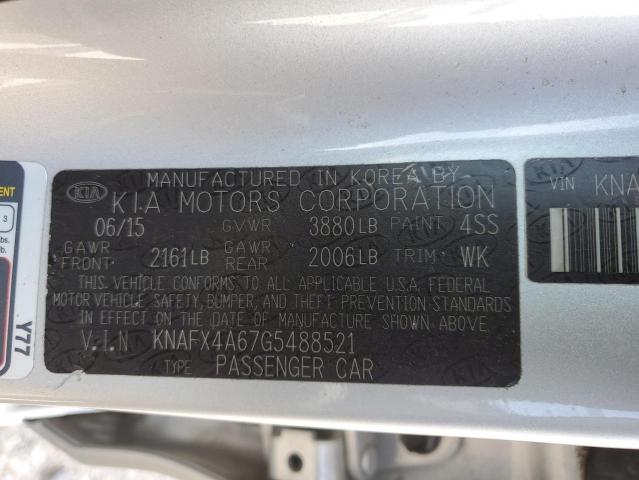 MANUFACTURED IN KOREA BY
KIA KIA MOTORS CORPORATION
06/15 GVWR 3880LB PAINT 4SS
GAWR FRONT: 2161LB GAWR REAR 2006LB TRIM: WK
THIS VEHICLE CONFORMS TO ALL APPLICABLE U.S.A. FEDERAL
MOTOR VEHICLE SAFETY, BUMPER, AND THEFT PREVENTION STANDARDS
IN EFFECT ON THE DATE OF MANUFACTURE SHOWN ABOVE.
V.I.N KNAFX4A67G5488521
TYPE PASSENGER CAR
VIN KNA
3
lbs.
Y77